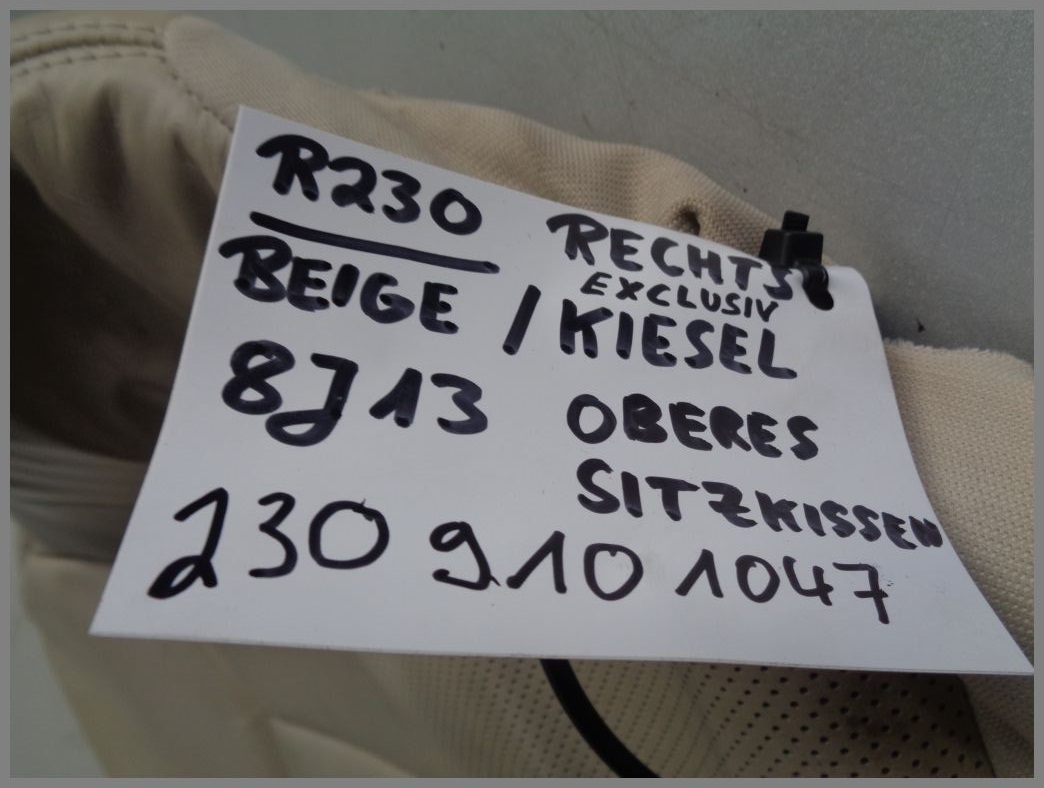 R230 RECHTS
EXCLUSIV
BEIGE / KIESEL
8J13 OBERES
SITZKISSEN
230 910 1047